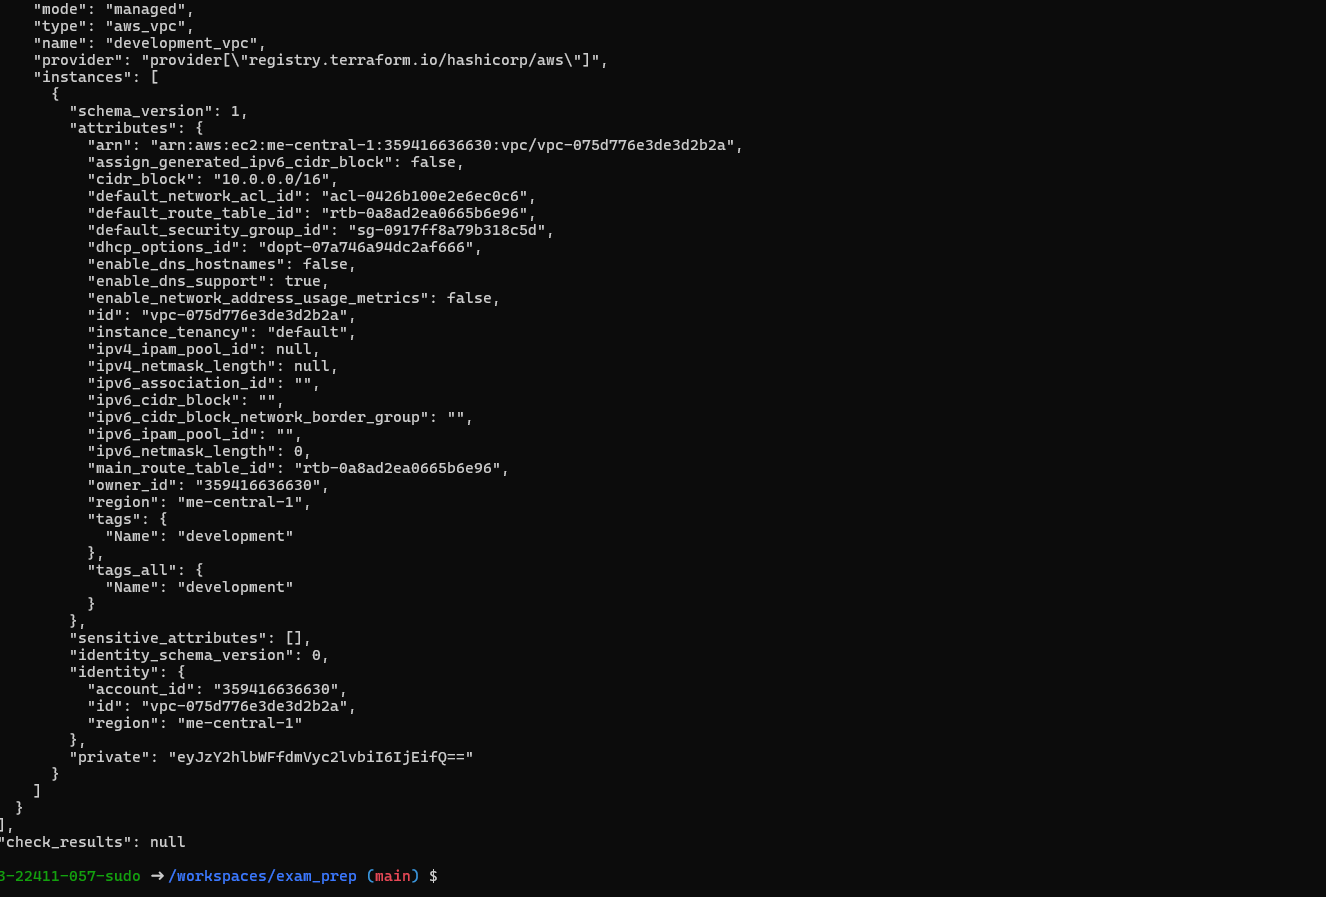 "mode": "managed",
"type": "aws_vpc",
"name": "development_vpc",
"provider": "provider[\"registry.terraform.io/hashicorp/aws\"]",
"instances": [
{
"schema_version": 1,
"attributes": {
"arn": "arn:aws:ec2:me-central-1:359416636630:vpc/vpc-075d776e3de3d2b2a",
"assign_generated_ipv6_cidr_block": false,
"cidr_block": "10.0.0.0/16",
"default_network_acl_id": "acl-0426b100e2e6ec0c6",
"default_route_table_id": "rtb-0a8ad2ea0665b6e96",
"default_security_group_id": "sg-0917ff8a79b318c5d",
"dhcp_options_id": "dopt-07a746a94dc2af666",
"enable_dns_hostnames": false,
"enable_dns_support": true,
"enable_network_address_usage_metrics": false,
"id": "vpc-075d776e3de3d2b2a",
"instance_tenancy": "default",
"ipv4_ipam_pool_id": null,
"ipv4_netmask_length": null,
"ipv6_association_id": "",
"ipv6_cidr_block": "",
"ipv6_cidr_block_network_border_group": "",
"ipv6_ipam_pool_id": "",
"ipv6_netmask_length": 0,
"main_route_table_id": "rtb-0a8ad2ea0665b6e96",
"owner_id": "359416636630",
"region": "me-central-1",
"tags": {
"Name": "development"
},
"tags_all": {
"Name": "development"
}
},
"sensitive_attributes": [],
"identity_schema_version": 0,
"identity": {
"account_id": "359416636630",
"id": "vpc-075d776e3de3d2b2a",
"region": "me-central-1"
},
"private": "eyJzY2hlbWFfdmVyc2lvbiI6IjEifQ=="
}
]
}
],
"check_results": null
3-22411-057-sudo → /workspaces/exam_prep (main) $